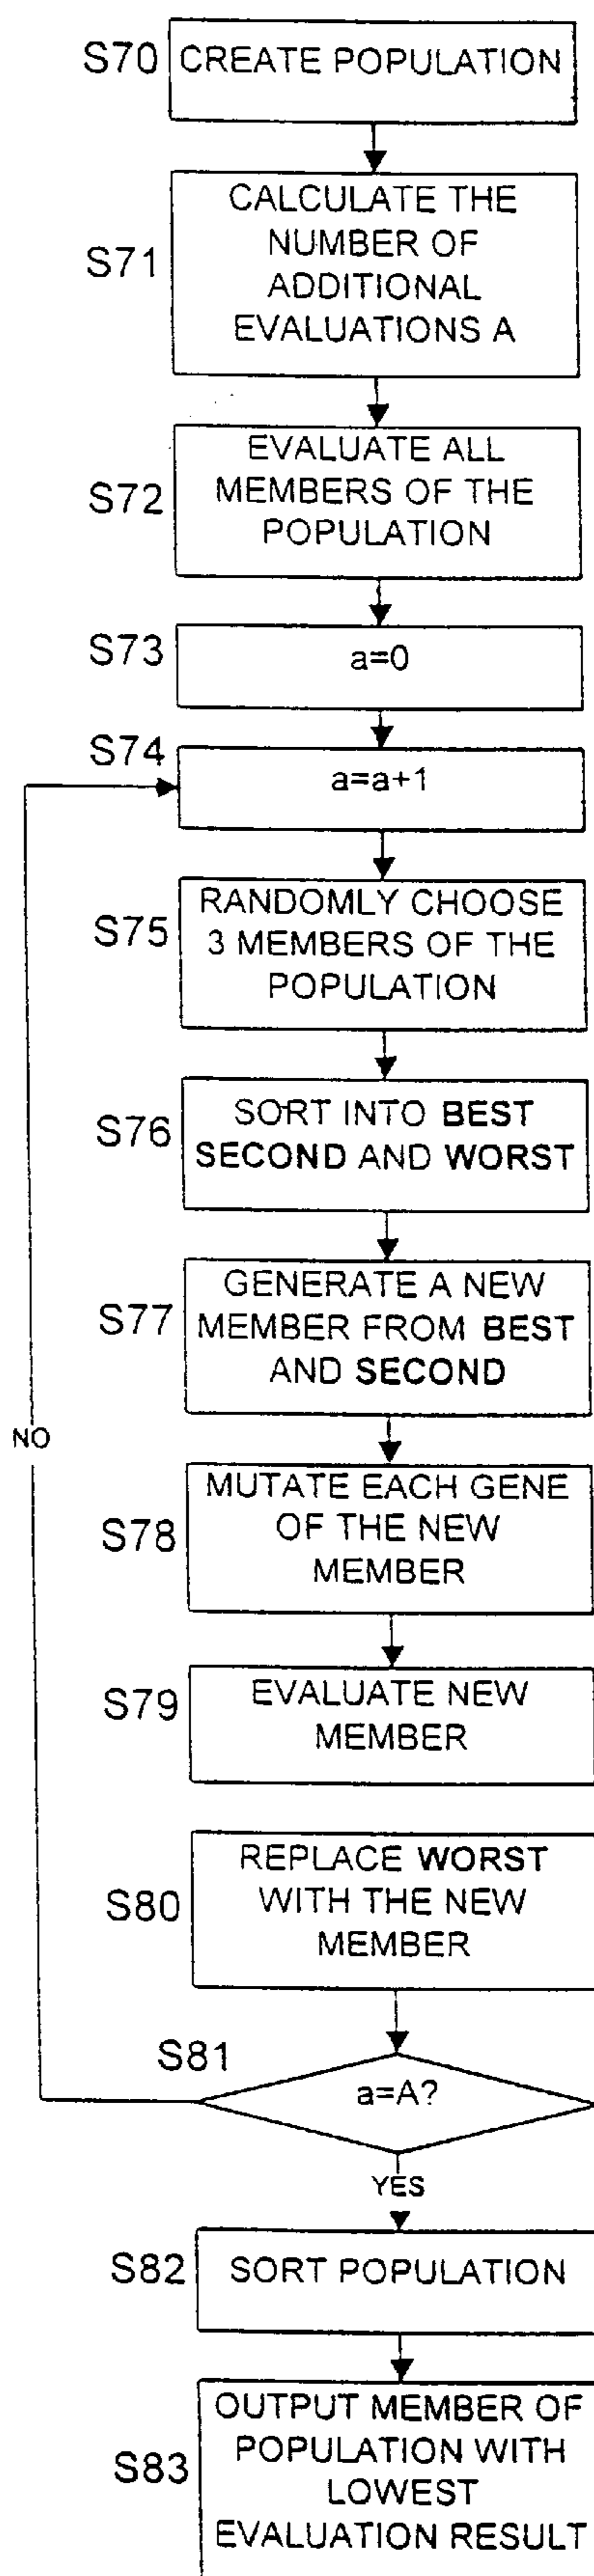 S70 CREATE POPULATION
S71
CALCULATE THE
NUMBER OF
ADDITIONAL
EVALUATIONS A
S72
EVALUATE ALL
MEMBERS OF THE
POPULATION
S73
a=0
S74
a=a+1
S75
RANDOMLY CHOOSE
3 MEMBERS OF THE
POPULATION
S76
SORT INTO BEST
SECOND AND WORST
S77
GENERATE A NEW
MEMBER FROM BEST
AND SECOND
NO
S78
MUTATE EACH GENE
OF THE NEW
MEMBER
S79
EVALUATE NEW
MEMBER
S80
REPLACE WORST
WITH THE NEW
MEMBER
S81
a=A?
YES
S82
SORT POPULATION
S83
OUTPUT MEMBER OF
POPULATION WITH
LOWEST
EVALUATION RESULT